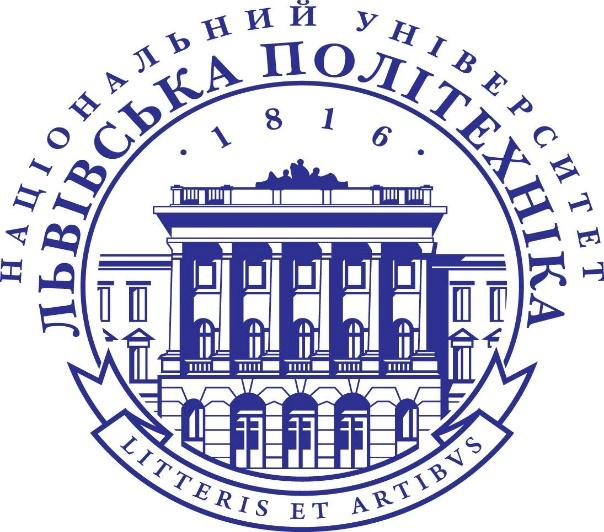 НАЦІОНАЛЬНИЙ УНІВЕРСИТЕТ
ЛЬВІВСЬКА ПОЛІТЕХНІКА
· 1816 ·
LITTERIS ET ARTIBVS